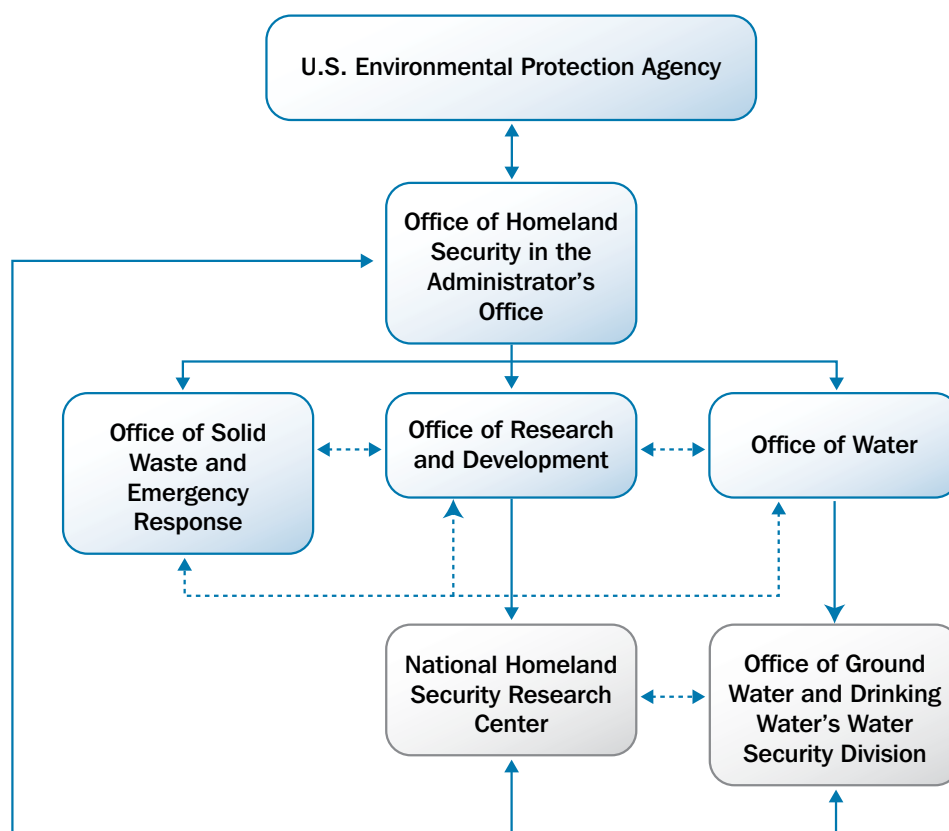 U.S. Environmental Protection Agency
Office of Homeland
Security in the
Administrator’s
Office
Office of Solid
Waste and
Emergency
Response
Office of Research
and Development
Office of Water
National Homeland
Security Research
Center
Office of Ground
Water and Drinking
Water’s Water
Security Division